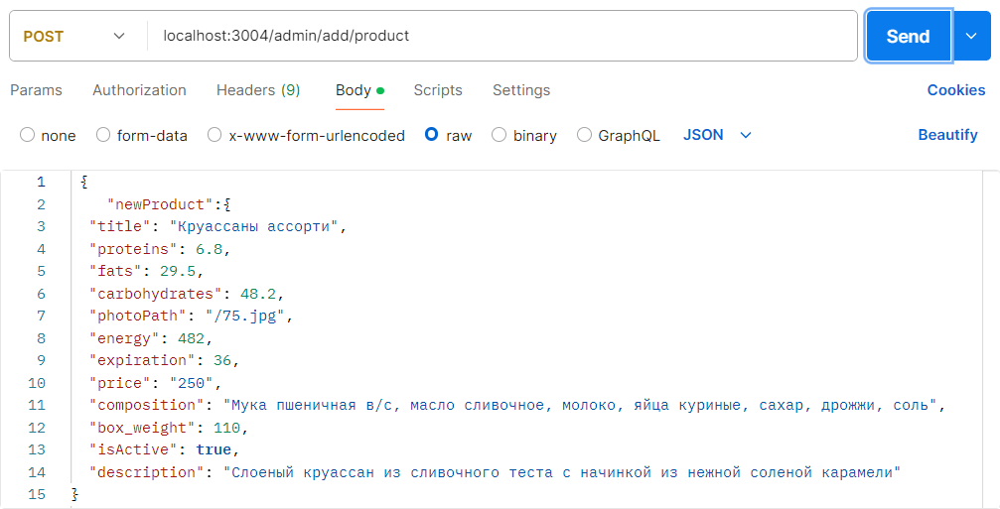 POST localhost:3004/admin/add/product Send
Params Authorization Headers (9) Body Scripts Settings Cookies
none form-data x-www-form-urlencoded raw binary GraphQL JSON Beautify
1 {
2 "newProduct":{
3 "title": "Круассаны ассорти",
4 "proteins": 6.8,
5 "fats": 29.5,
6 "carbohydrates": 48.2,
7 "photoPath": "/75.jpg",
8 "energy": 482,
9 "expiration": 36,
10 "price": "250",
11 "composition": "Мука пшеничная в/с, масло сливочное, молоко, яйца куриные, сахар, дрожжи, соль",
12 "box_weight": 110,
13 "isActive": true,
14 "description": "Слоеный круассан из сливочного теста с начинкой из нежной соленой карамели"
15 }